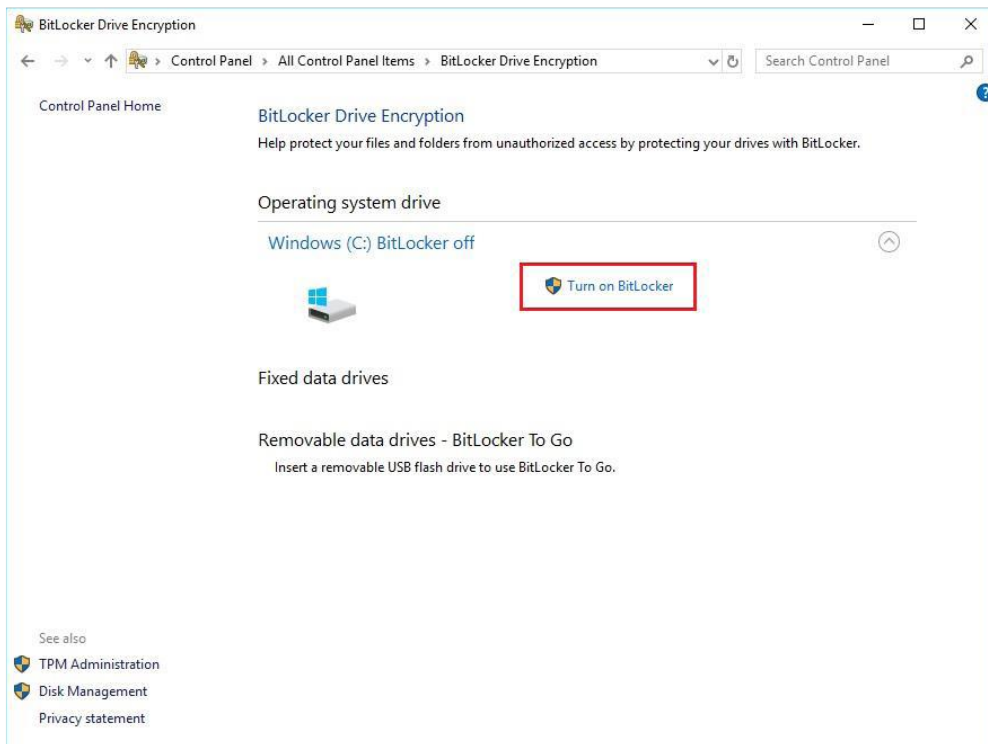 BitLocker Drive Encryption
Control Panel > All Control Panel Items > BitLocker Drive Encryption
Search Control Panel
Control Panel Home
?
BitLocker Drive Encryption
Help protect your files and folders from unauthorized access by protecting your drives with BitLocker.
Operating system drive
Windows (C:) BitLocker off
Turn on BitLocker
Fixed data drives
Removable data drives - BitLocker To Go
Insert a removable USB flash drive to use BitLocker To Go.
See also
TPM Administration
Disk Management
Privacy statement